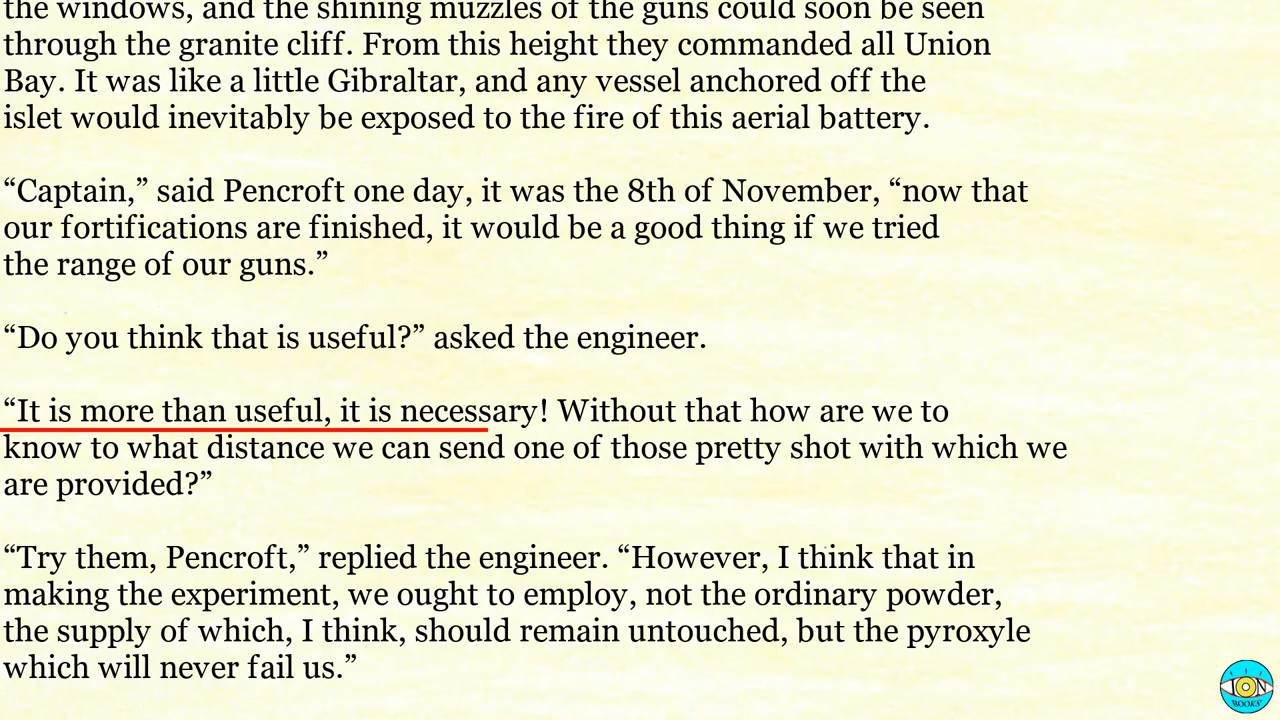 the windows, and the shining muzzles of the guns could soon be seen
through the granite cliff. From this height they commanded all Union
Bay. It was like a little Gibraltar, and any vessel anchored off the
islet would inevitably be exposed to the fire of this aerial battery.
“Captain,” said Pencroft one day, it was the 8th of November, “now that
our fortifications are finished, it would be a good thing if we tried
the range of our guns.”
“Do you think that is useful?” asked the engineer.
“It is more than useful, it is necessary! Without that how are we to
know to what distance we can send one of those pretty shot with which we
are provided?”
“Try them, Pencroft,” replied the engineer. “However, I think that in
making the experiment, we ought to employ, not the ordinary powder,
the supply of which, I think, should remain untouched, but the pyroxyle
which will never fail us.”
ION
BOOKS